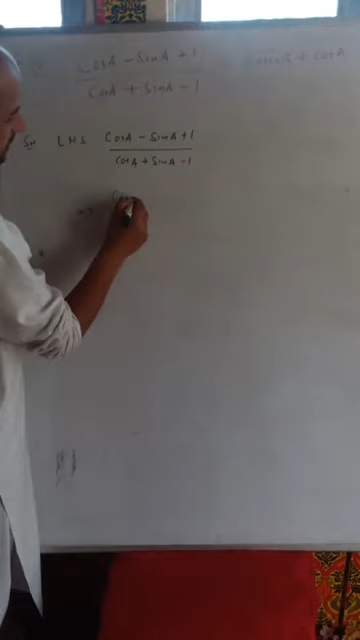 CosA - SinA + 1 cosecA + cotA
CosA + SinA - 1
Sol LHS CosA - SinA + 1
CosA + SinA - 1